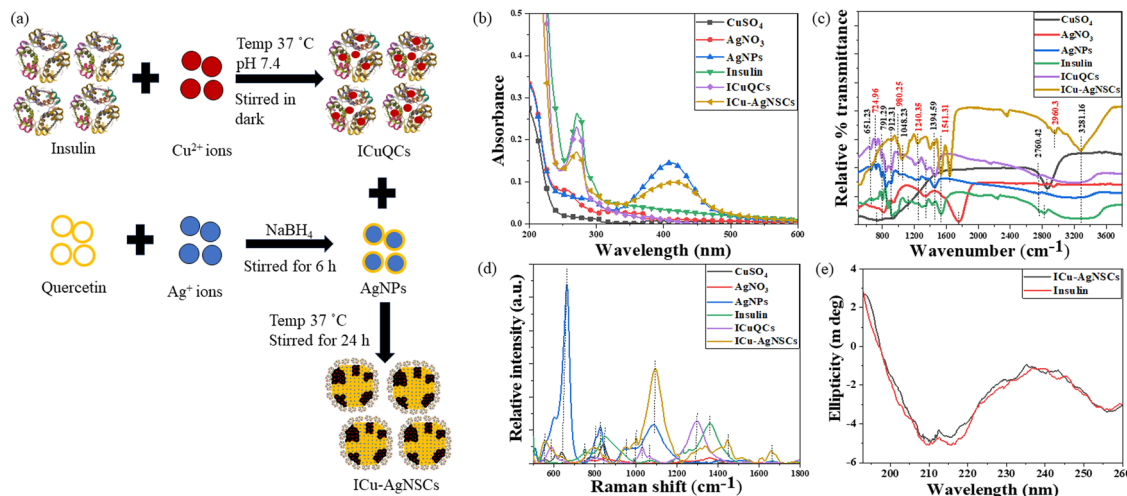 (a)
Insulin
Cu²⁺ ions
Temp 37 ˚C
pH 7.4
Stirred in
dark
ICuQCs
Quercetin
Ag⁺ ions
NaBH₄
Stirred for 6 h
AgNPs
Temp 37 ˚C
Stirred for 24 h
ICu-AgNSCs
(b)
Absorbance
0.5
0.4
0.3
0.2
0.1
0.0
200
300
400
500
600
Wavelength (nm)
CuSO₄
AgNO₃
AgNPs
Insulin
ICuQCs
ICu-AgNSCs
(c)
Relative % transmittance
CuSO₄
AgNO₃
AgNPs
Insulin
ICuQCs
ICu-AgNSCs
651.23
724.96
791.29
912.31
980.25
1048.23
1240.35
1394.59
1541.31
2760.42
2960.3
3281.16
600
1200
1800
2400
3000
3600
Wavenumber (cm⁻¹)
(d)
Relative intensity (a.u.)
CuSO₄
AgNO₃
AgNPs
Insulin
ICuQCs
ICu-AgNSCs
600
800
1000
1200
1400
1600
1800
Raman shift (cm⁻¹)
(e)
Ellipticity (m deg)
ICu-AgNSCs
Insulin
4
2
0
-2
-4
-6
200
210
220
230
240
250
260
Wavelength (nm)